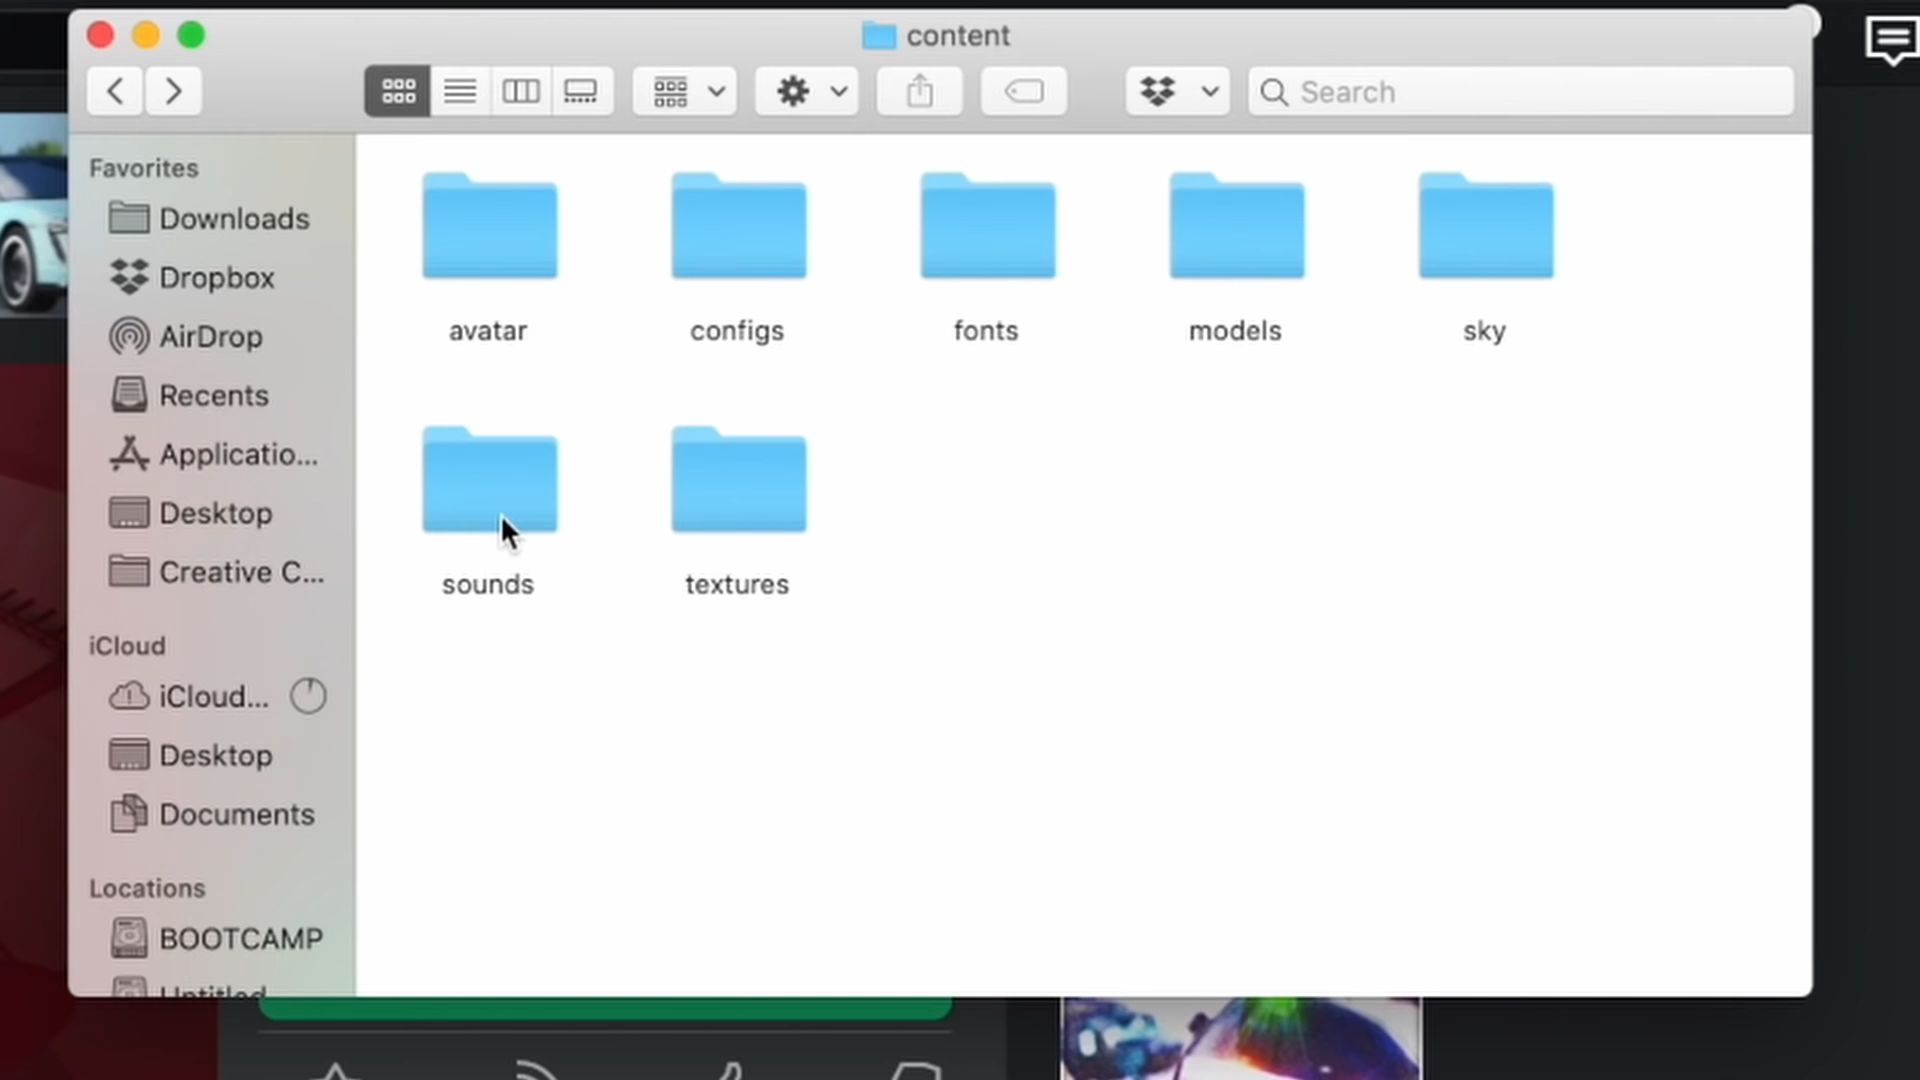 content
Search
Favorites
Downloads
Dropbox
AirDrop
Recents
Applicatio...
Desktop
Creative C...
iCloud
iCloud...
Desktop
Documents
Locations
BOOTCAMP
Untitled
avatar
configs
fonts
models
sky
sounds
textures